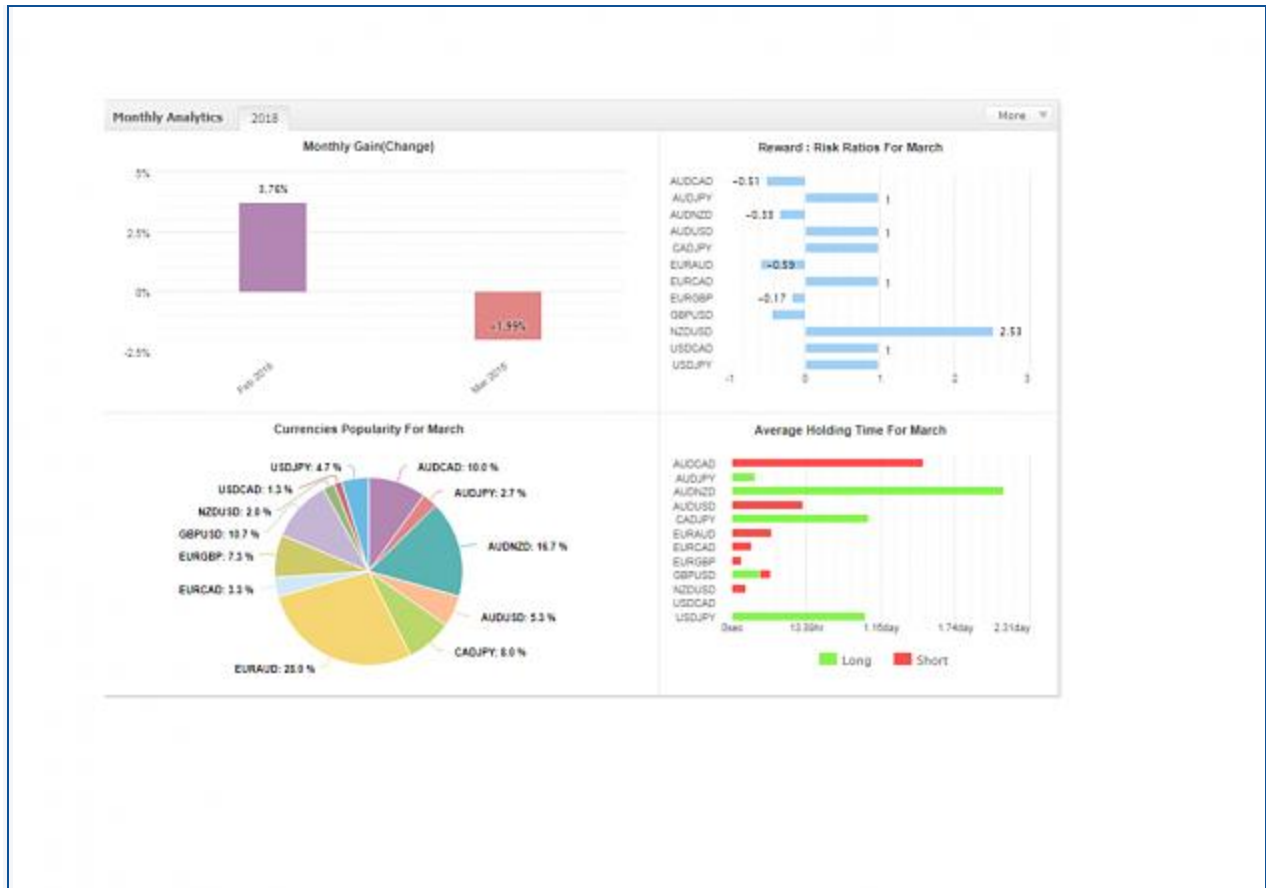 Monthly Analytics 2018 More
Monthly Gain(Change)
5%
3.76%
2.5%
0%
-1.99%
-2.5%
Feb 2018
Mar 2018
Reward : Risk Ratios For March
AUDCAD -0.51
AUDJPY 1
AUDNZD -0.33
AUDUSD 1
CADJPY
EURAUD -0.59
EURCAD 1
EURGBP -0.17
GBPUSD
NZDUSD 2.53
USDCAD 1
USDJPY
-1 0 1 2 3
Currencies Popularity For March
USDJPY: 4.7 %
AUDCAD: 10.0 %
USDCAD: 1.3 %
AUDJPY: 2.7 %
NZDUSD: 2.0 %
GBPUSD: 10.7 %
AUDNZD: 16.7 %
EURGBP: 7.3 %
EURCAD: 3.3 %
AUDUSD: 5.3 %
CADJPY: 8.0 %
EURAUD: 28.0 %
Average Holding Time For March
AUDCAD
AUDJPY
AUDNZD
AUDUSD
CADJPY
EURAUD
EURCAD
EURGBP
GBPUSD
NZDUSD
USDCAD
USDJPY
0sec 13.89hr 1.16day 1.74day 2.31day
Long Short